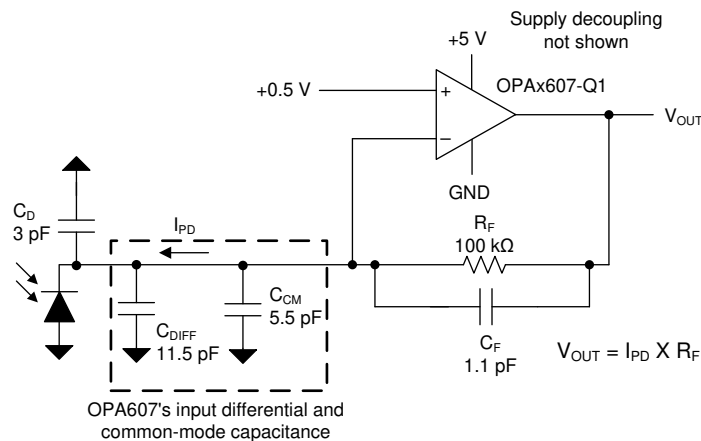 Supply decoupling
not shown
+5 V
OPAx607-Q1
+0.5 V
+
−
VOUT
GND
CD
3 pF
IPD
RF
100 kΩ
CCM
5.5 pF
CDIFF
11.5 pF
CF
1.1 pF
VOUT = IPD X RF
OPA607's input differential and
common-mode capacitance